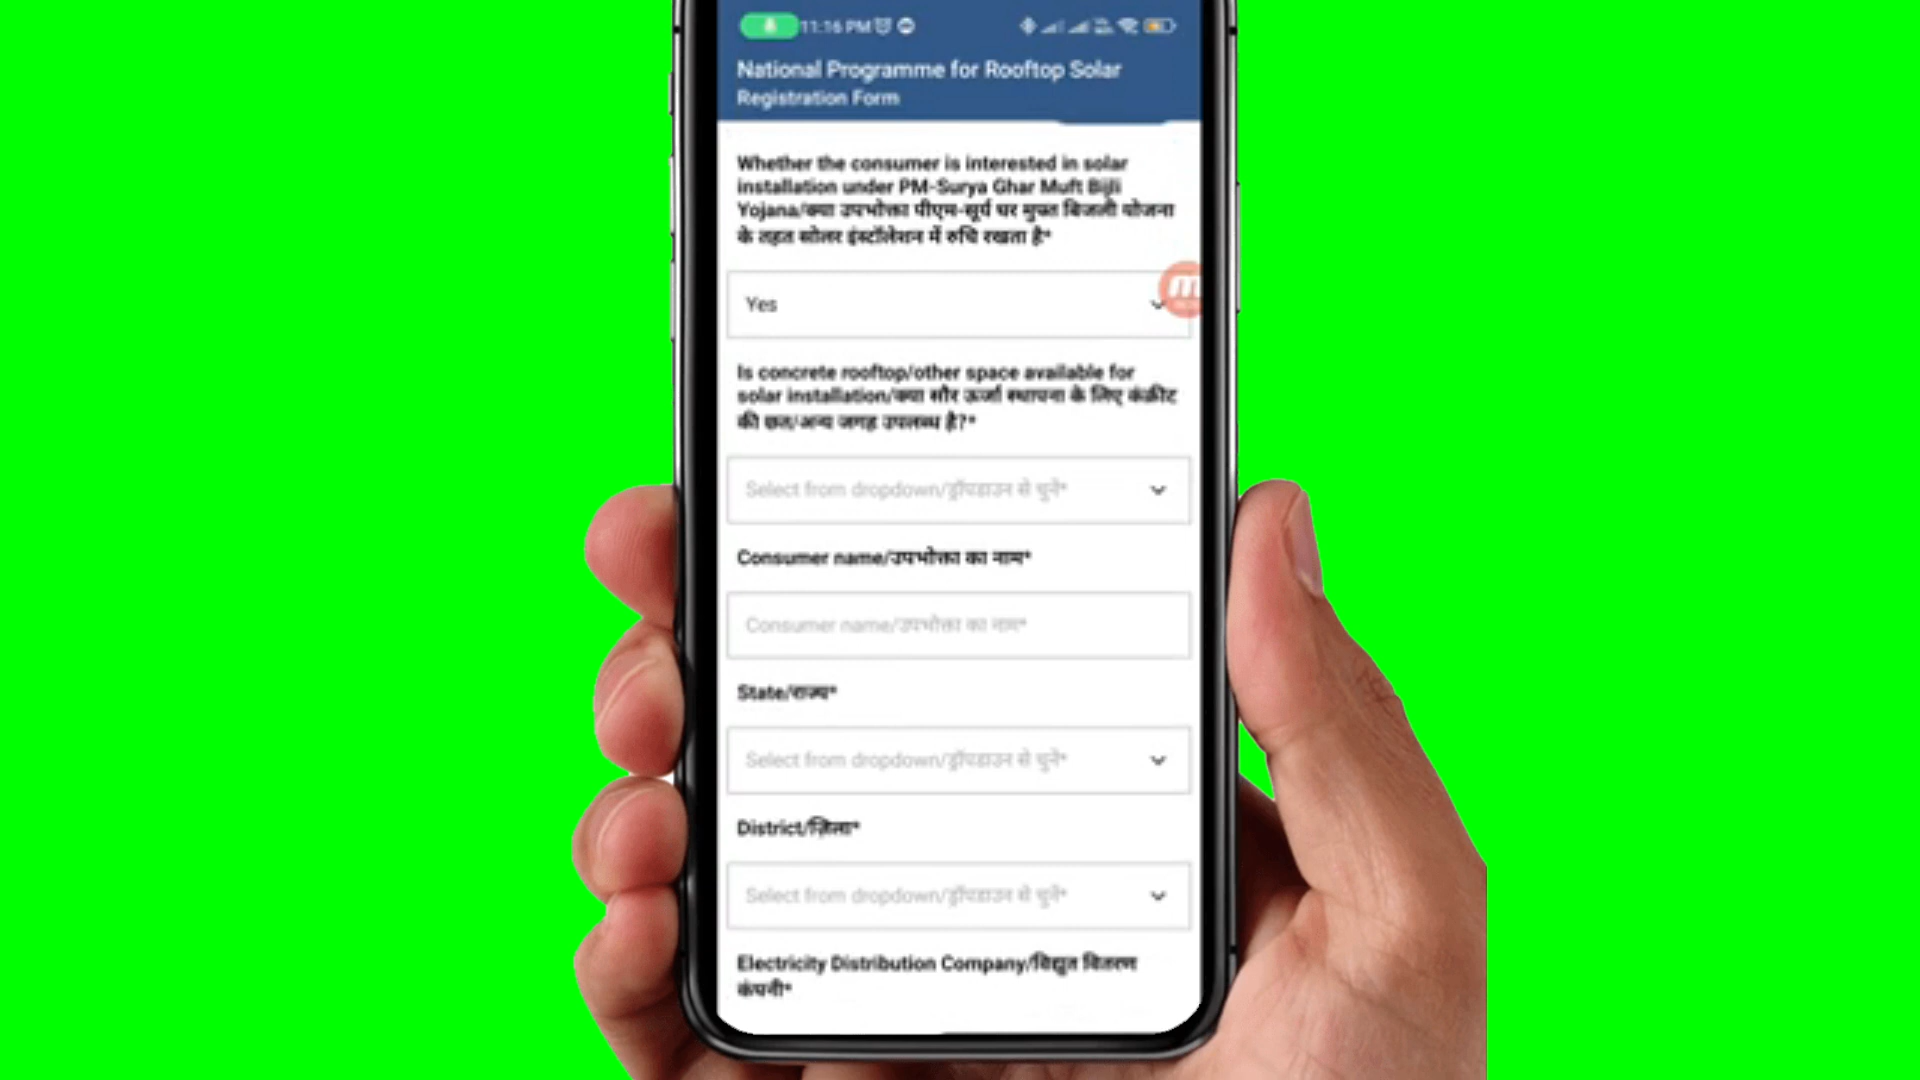 11:16 PM
National Programme for Rooftop Solar
Registration Form
Whether the consumer is interested in solar
installation under PM-Surya Ghar Muft Bijli
Yojana/क्या उपभोक्ता पीएम-सूर्य घर मुफ्त बिजली योजना
के तहत सोलर इंस्टॉलेशन में रुचि रखता है*
Yes
Is concrete rooftop/other space available for
solar installation/क्या सौर ऊर्जा स्थापना के लिए कंक्रीट
की छत/अन्य जगह उपलब्ध है?*
Select from dropdown/ड्रॉपडाउन से चुनें*
Consumer name/उपभोक्ता का नाम*
Consumer name/उपभोक्ता का नाम*
State/राज्य*
Select from dropdown/ड्रॉपडाउन से चुनें*
District/ज़िला*
Select from dropdown/ड्रॉपडाउन से चुनें*
Electricity Distribution Company/विद्युत वितरण
कंपनी*